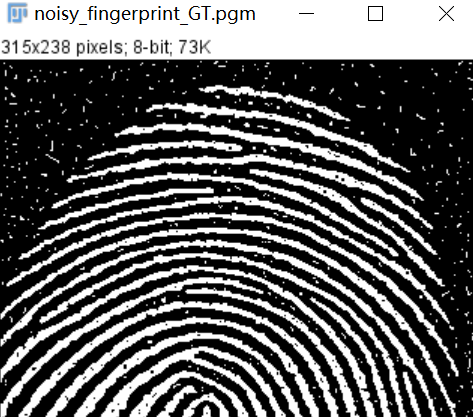 noisy_fingerprint_GT.pgm
315x238 pixels; 8-bit; 73K